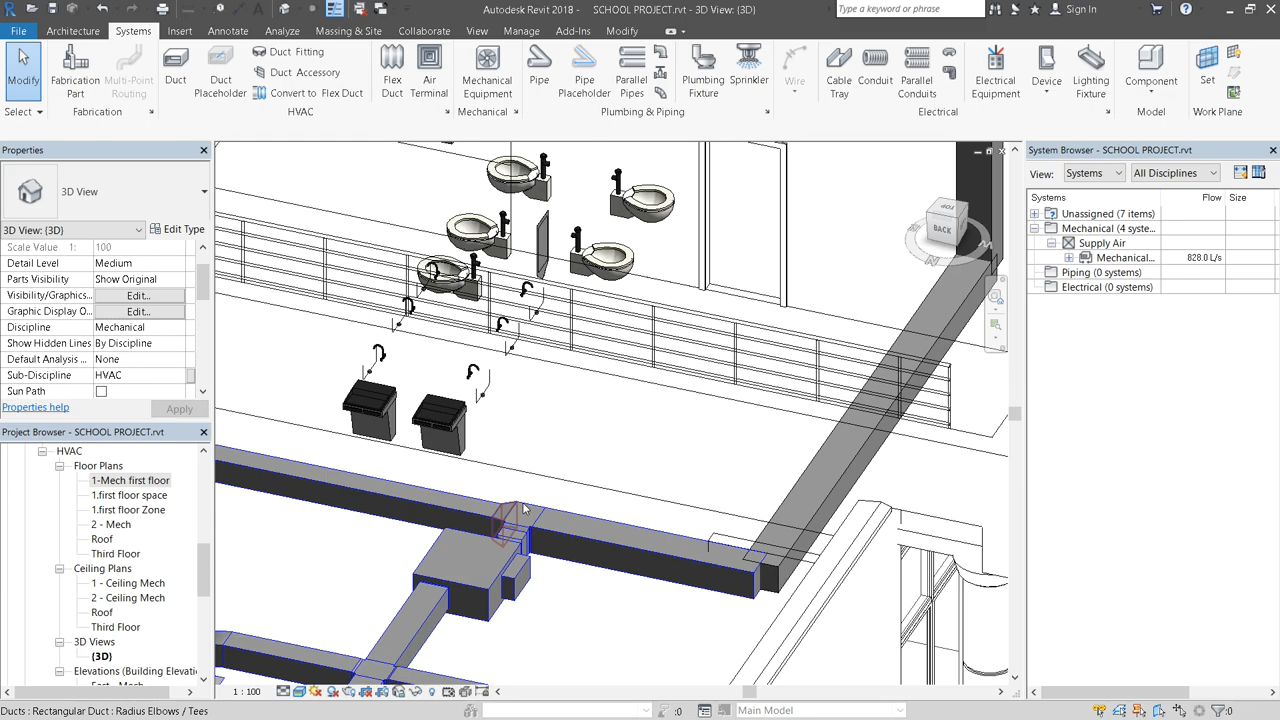 Autodesk Revit 2018 - SCHOOL PROJECT.rvt - 3D View: {3D}
Type a keyword or phrase
Sign In
File Architecture Systems Insert Annotate Analyze Massing & Site Collaborate View Manage Add-Ins Modify
Modify
Fabrication Part
Multi-Point Routing
Duct
Duct Placeholder
Duct Fitting
Duct Accessory
Convert to Flex Duct
Flex Duct
Air Terminal
Mechanical Equipment
Pipe
Pipe Placeholder
Parallel Pipes
Plumbing Fixture
Sprinkler
Wire
Cable Tray
Conduit
Parallel Conduits
Electrical Equipment
Device
Lighting Fixture
Component
Set
Select Fabrication HVAC Mechanical Plumbing & Piping Electrical Model Work Plane
Properties
3D View
3D View: {3D} Edit Type
Scale Value 1: 100
Detail Level Medium
Parts Visibility Show Original
Visibility/Graphics... Edit...
Graphic Display O... Edit...
Discipline Mechanical
Show Hidden Lines By Discipline
Default Analysis ... None
Sub-Discipline HVAC
Sun Path
Properties help Apply
Project Browser - SCHOOL PROJECT.rvt
HVAC
Floor Plans
1-Mech first floor
1.first floor space
1.first floor Zone
2 - Mech
Roof
Third Floor
Ceiling Plans
1 - Ceiling Mech
2 - Ceiling Mech
Roof
Third Floor
3D Views
{3D}
Elevations (Building Elevati
East - Mech
TOP
BACK
System Browser - SCHOOL PROJECT.rvt
View: Systems All Disciplines
Systems Flow Size
Unassigned (7 items)
Mechanical (4 syste...
Supply Air
Mechanical... 828.0 L/s
Piping (0 systems)
Electrical (0 systems)
1 : 100
Ducts : Rectangular Duct : Radius Elbows / Tees
:0
Main Model
:0